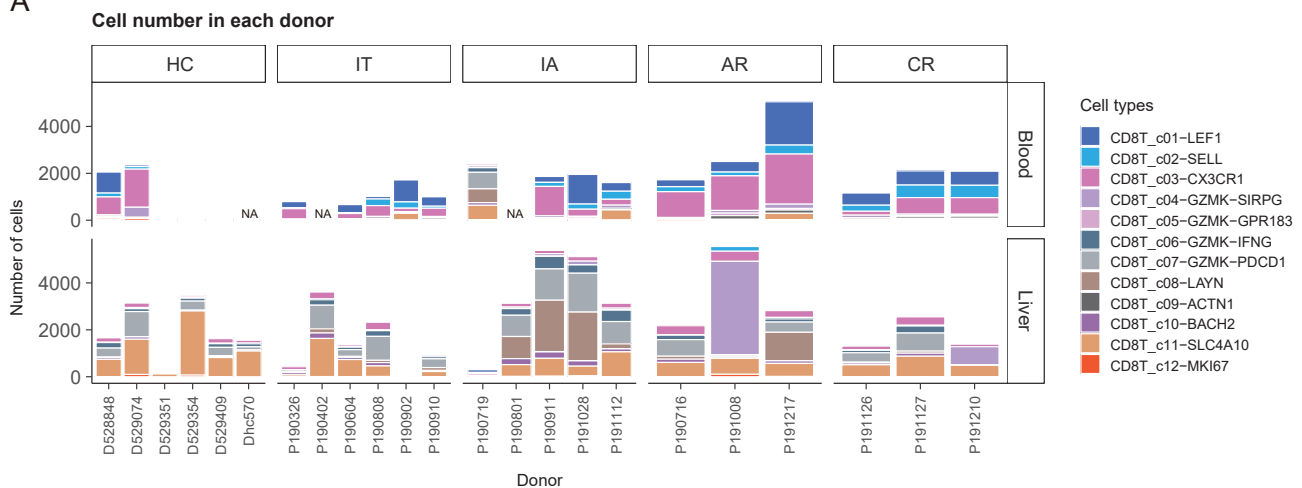 A
Cell number in each donor
HC IT IA AR CR
Number of cells
4000
2000
0
NA NA NA
Blood
4000
2000
0
Liver
D528848 D529074 D529351 D529354 D529409 Dhc570 P190326 P190402 P190604 P190808 P190902 P190910 P190719 P190801 P190911 P191028 P191112 P190716 P191008 P191217 P191126 P191127 P191210
Donor
Cell types
CD8T_c01−LEF1
CD8T_c02−SELL
CD8T_c03−CX3CR1
CD8T_c04−GZMK−SIRPG
CD8T_c05−GZMK−GPR183
CD8T_c06−GZMK−IFNG
CD8T_c07−GZMK−PDCD1
CD8T_c08−LAYN
CD8T_c09−ACTN1
CD8T_c10−BACH2
CD8T_c11−SLC4A10
CD8T_c12−MKI67